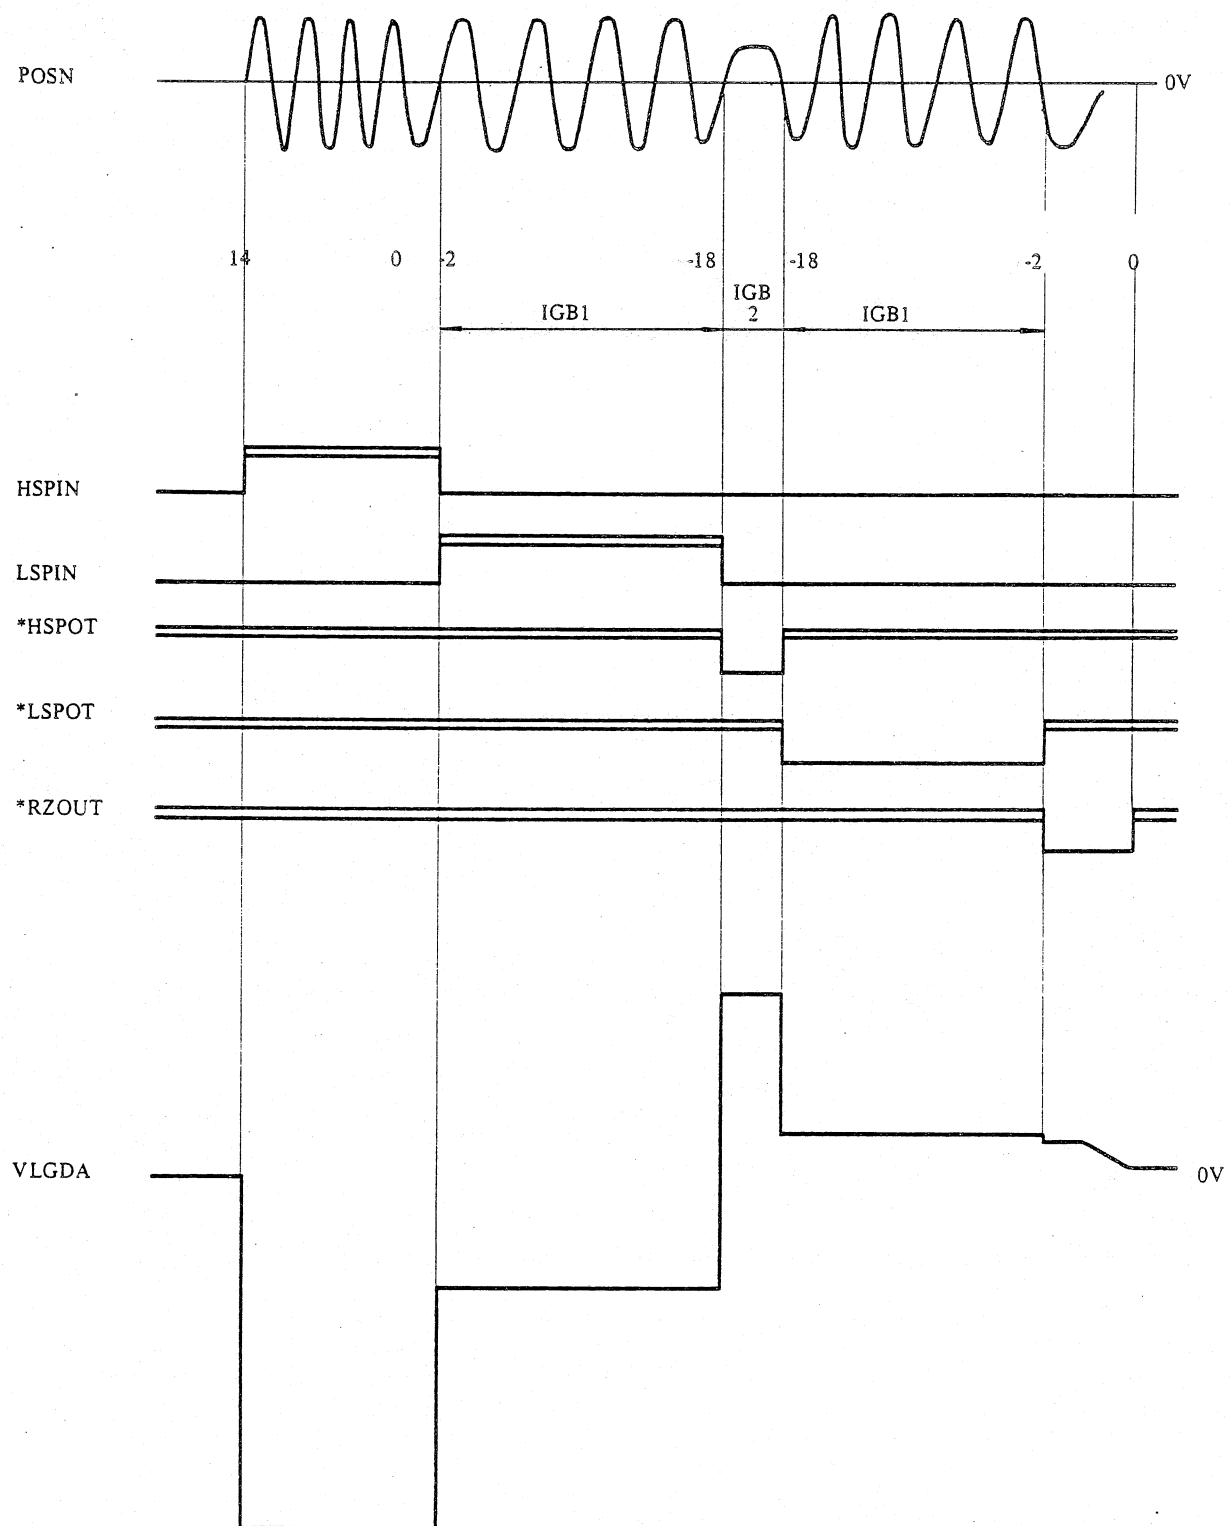 POSN
0V
14 0 -2 -18 -18 -2 0
IGB1 IGB 2 IGB1
HSPIN
LSPIN
*HSPOT
*LSPOT
*RZOUT
VLGDA
0V